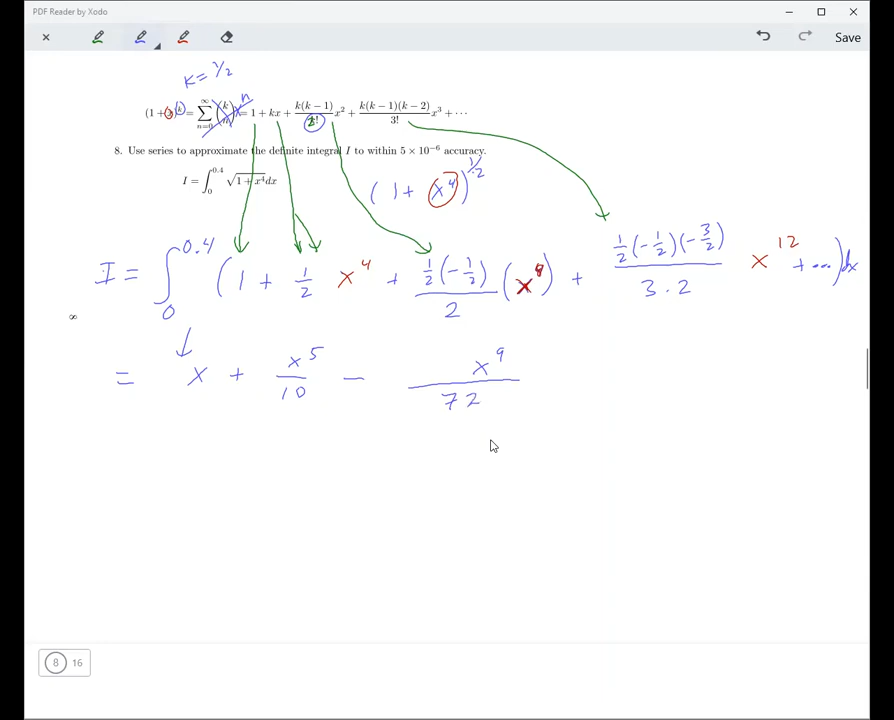 PDF Reader by Xodo
Save
K = 1/2
(1 + x)^k = ∑_{n=0}^{∞} (k n) x^n = 1 + kx + k(k − 1)/2! x^2 + k(k − 1)(k − 2)/3! x^3 + ⋯
8. Use series to approximate the definite integral I to within 5 × 10^{−6} accuracy.
I = ∫_0^{0.4} √(1 + x^4) dx
(1 + x^4)^{1/2}
I = ∫_0^{0.4} (1 + 1/2 x^4 + 1/2(−1/2)/2 (x^8) + 1/2(−1/2)(−3/2)/3·2 x^{12} + ...) dx
∞
= x + x^5/10 − x^9/72
8 16